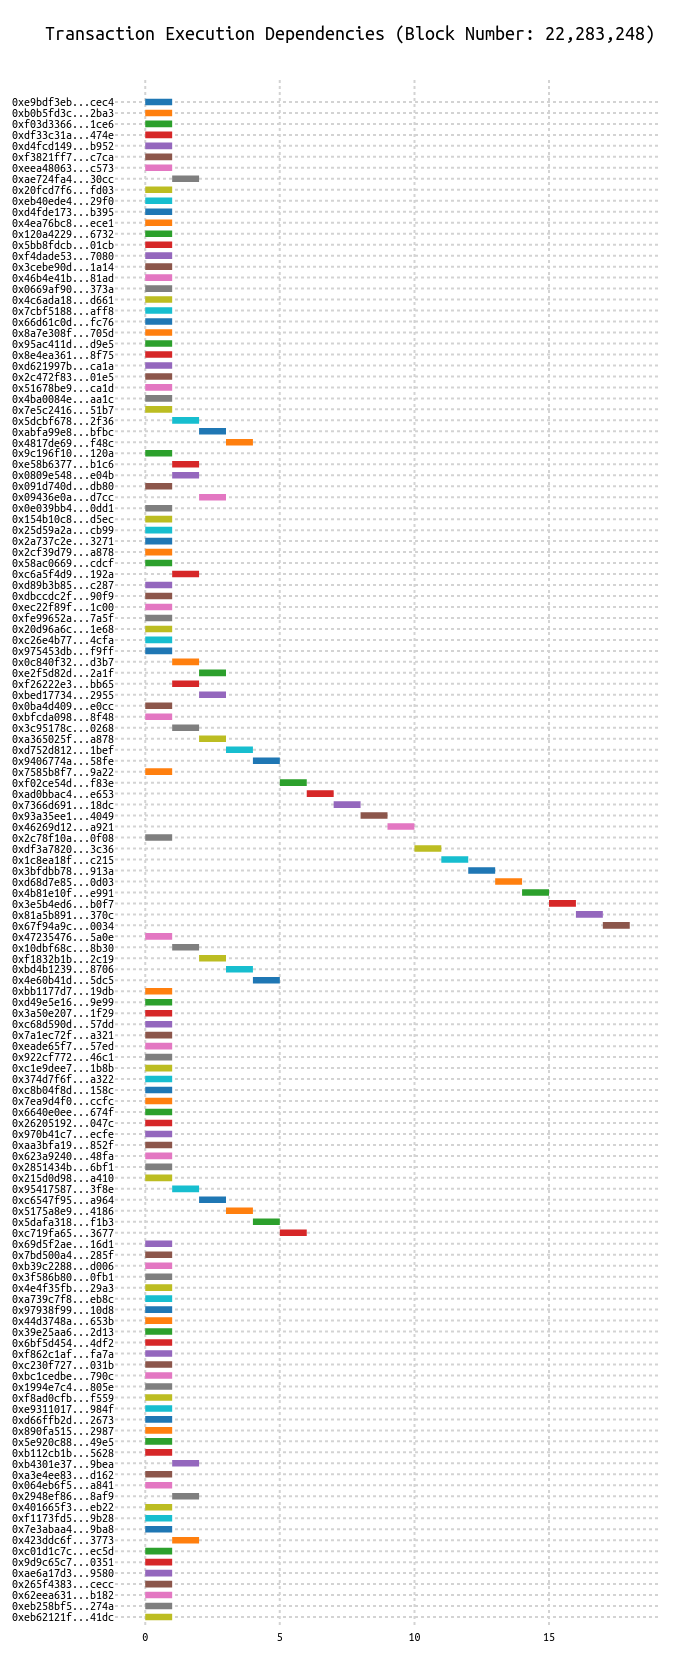 Transaction Execution Dependencies (Block Number: 22,283,248)
0xe9bdf3eb...cec4
0xb0b5fd3c...2ba3
0xf03d3366...1ce6
0xdf33c31a...474e
0xd4fcd149...b952
0xf3821ff7...c7ca
0xeea48063...c573
0xae724fa4...30cc
0x20fcd7f6...fd03
0xeb40ede4...29f0
0xd4fde173...b395
0x4ea76bc8...ece1
0x120a4229...6732
0x5bb8fdcb...01cb
0xf4dade53...7080
0x3cebe90d...1a14
0x46b4e41b...81ad
0x0669af90...373a
0x4c6ada18...d661
0x7cbf5188...aff8
0x66d61c0d...fc76
0x8a7e308f...705d
0x95ac411d...d9e5
0x8e4ea361...8f75
0xd621997b...ca1a
0x2c472f83...01e5
0x51678be9...ca1d
0x4ba0084e...aa1c
0x7e5c2416...51b7
0x5dcbf678...2f36
0xabfa99e8...bfbc
0x4817de69...f48c
0x9c196f10...120a
0xe58b6377...b1c6
0x0809e548...e04b
0x091d740d...db80
0x09436e0a...d7cc
0x0e039bb4...0dd1
0x154b10c8...d5ec
0x25d59a2a...cb99
0x2a737c2e...3271
0x2cf39d79...a878
0x58ac0669...cdcf
0xc6a5f4d9...192a
0xd89b3b85...c287
0xdbccdc2f...90f9
0xec22f89f...1c00
0xfe99652a...7a5f
0x20d96a6c...1e68
0xc26e4b77...4cfa
0x975453db...f9ff
0x0c840f32...d3b7
0xe2f5d82d...2a1f
0xf26222e3...bb65
0xbed17734...2955
0x0ba4d409...e0cc
0xbfcda098...8f48
0x3c95178c...0268
0xa365025f...a878
0xd752d812...1bef
0x9406774a...58fe
0x7585b8f7...9a22
0xf02ce54d...f83e
0xad0bbac4...e653
0x7366d691...18dc
0x93a35ee1...4049
0x46269d12...a921
0x2c78f10a...0f08
0xdf3a7820...3c36
0x1c8ea18f...c215
0x3bfdbb78...913a
0xd68d7e85...0d03
0x4b81e10f...e991
0x3e5b4ed6...b0f7
0x81a5b891...370c
0x67f94a9c...0034
0x47235476...5a0e
0x10dbf68c...8b30
0xf1832b1b...2c19
0xbd4b1239...8706
0x4e60b41d...5dc5
0xbb1177d7...19db
0xd49e5e16...9e99
0x3a50e207...1f29
0xc68d590d...57dd
0x7a1ec72f...a321
0xeade65f7...57ed
0x922cf772...46c1
0xc1e9dee7...1b8b
0x374d7f6f...a322
0xc8b04f8d...158c
0x7ea9d4f0...ccfc
0x6640e0ee...674f
0x26205192...047c
0x970b41c7...ecfe
0xaa3bfa19...852f
0x623a9240...48fa
0x2851434b...6bf1
0x215d0d98...a410
0x95417587...3f8e
0xc6547f95...a964
0x5175a8e9...4186
0x5dafa318...f1b3
0xc719fa65...3677
0x69d5f2ae...16d1
0x7bd500a4...285f
0xb39c2288...d006
0x3f586b80...0fb1
0x4e4f35fb...29a3
0xa739c7f8...eb8c
0x97938f99...10d8
0x44d3748a...653b
0x39e25aa6...2d13
0x6bf5d454...4df2
0xf862c1af...fa7a
0xc230f727...031b
0xbc1cedbe...790c
0x1994e7c4...805e
0xf8ad0cfb...f559
0xe9311017...984f
0xd66ffb2d...2673
0x890fa515...2987
0x5e920c88...49e5
0xb112cb1b...5628
0xb4301e37...9bea
0xa3e4ee83...d162
0x064eb6f5...a841
0x2948ef86...8af9
0x401665f3...eb22
0xf1173fd5...9b28
0x7e3abaa4...9ba8
0x423ddc6f...3773
0xc01d1c7c...ec5d
0x9d9c65c7...0351
0xae6a17d3...9580
0x265f4383...cecc
0x62eea631...b182
0xeb258bf5...274a
0xeb62121f...41dc
0 5 10 15